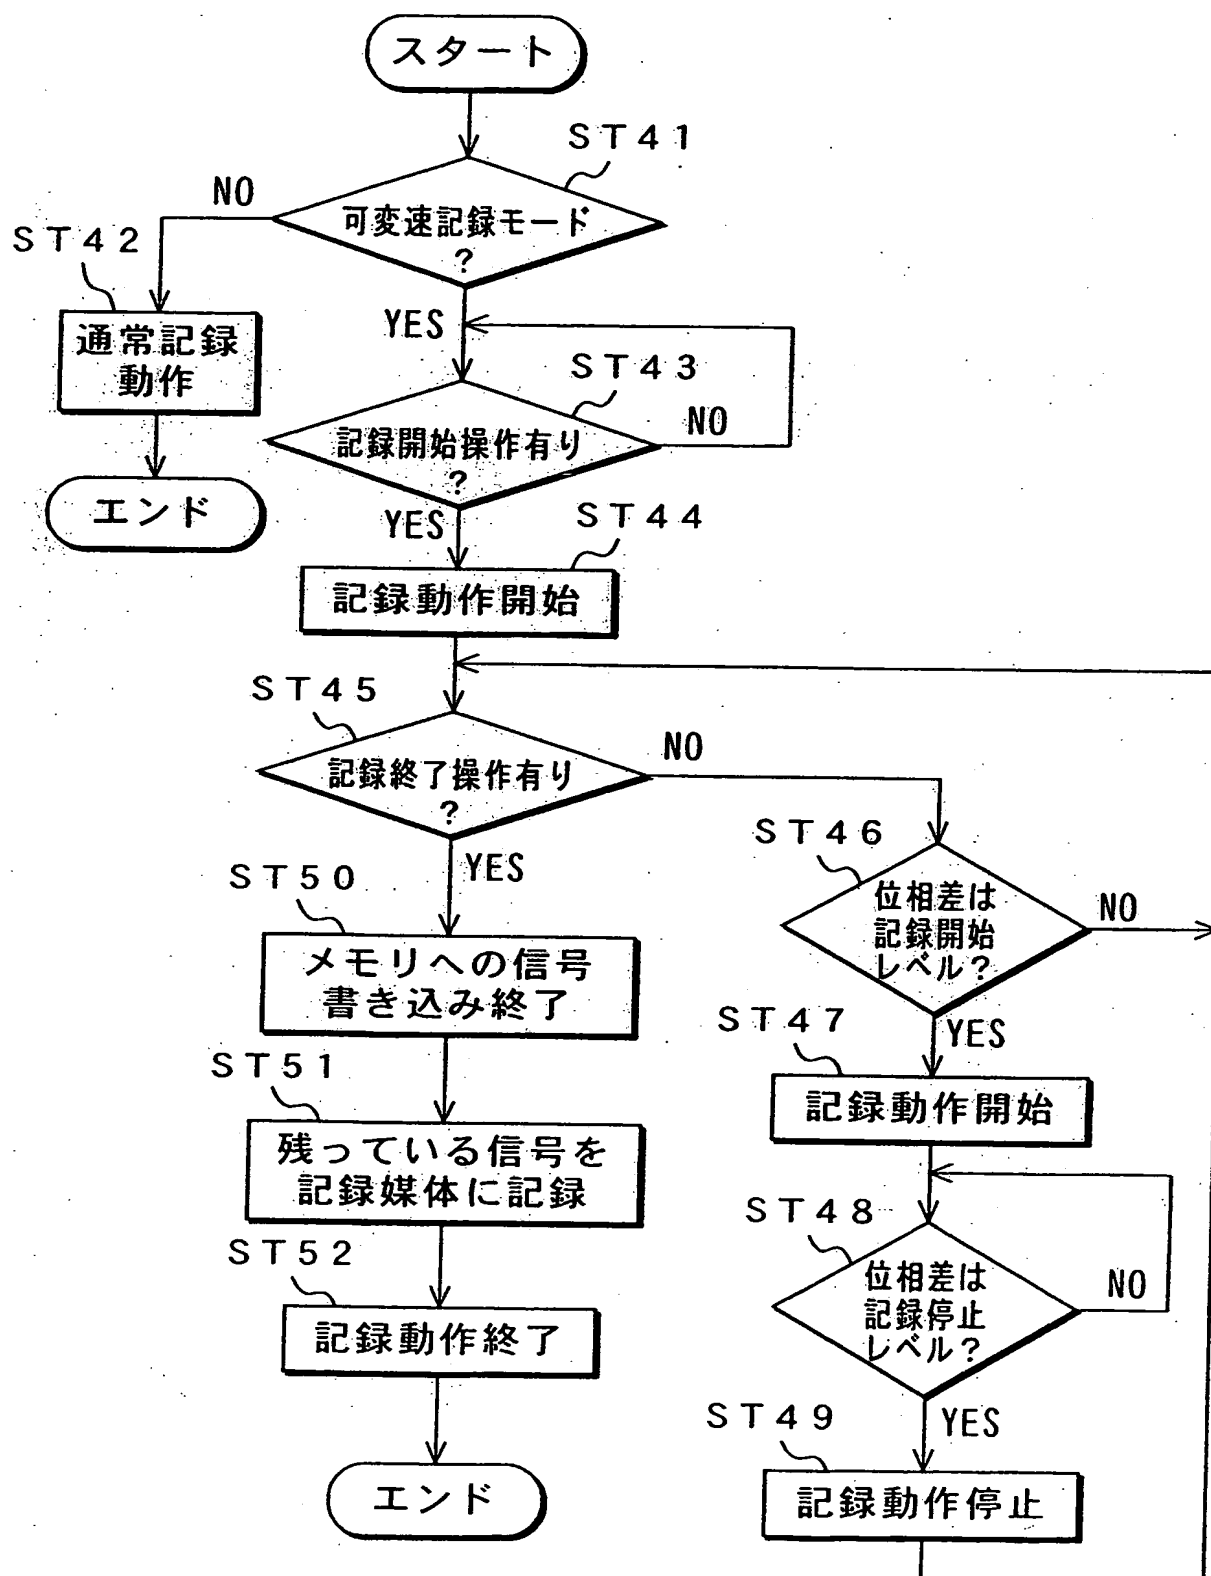 スタート
ST41
NO
可変速記録モード
?
ST42
通常記録
動作
エンド
YES
ST43
NO
記録開始操作有り
?
YES
ST44
記録動作開始
ST45
NO
記録終了操作有り
?
YES
ST46
位相差は
記録開始
レベル?
NO
YES
ST47
記録動作開始
ST48
位相差は
記録停止
レベル?
NO
YES
ST49
記録動作停止
ST50
メモリへの信号
書き込み終了
ST51
残っている信号を
記録媒体に記録
ST52
記録動作終了
エンド